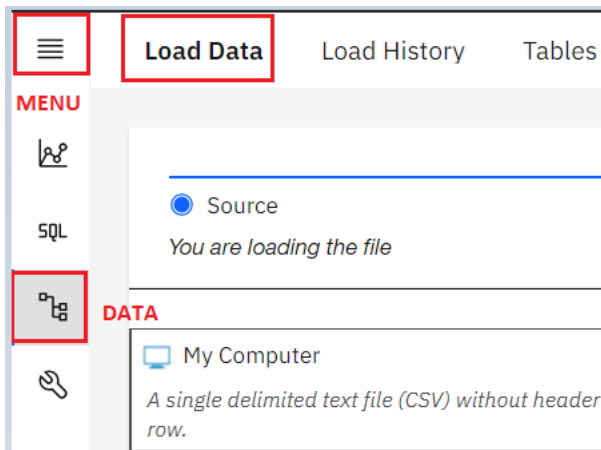 Load Data Load History Tables
MENU
Source
SQL
You are loading the file
DATA
My Computer
A single delimited text file (CSV) without header
row.